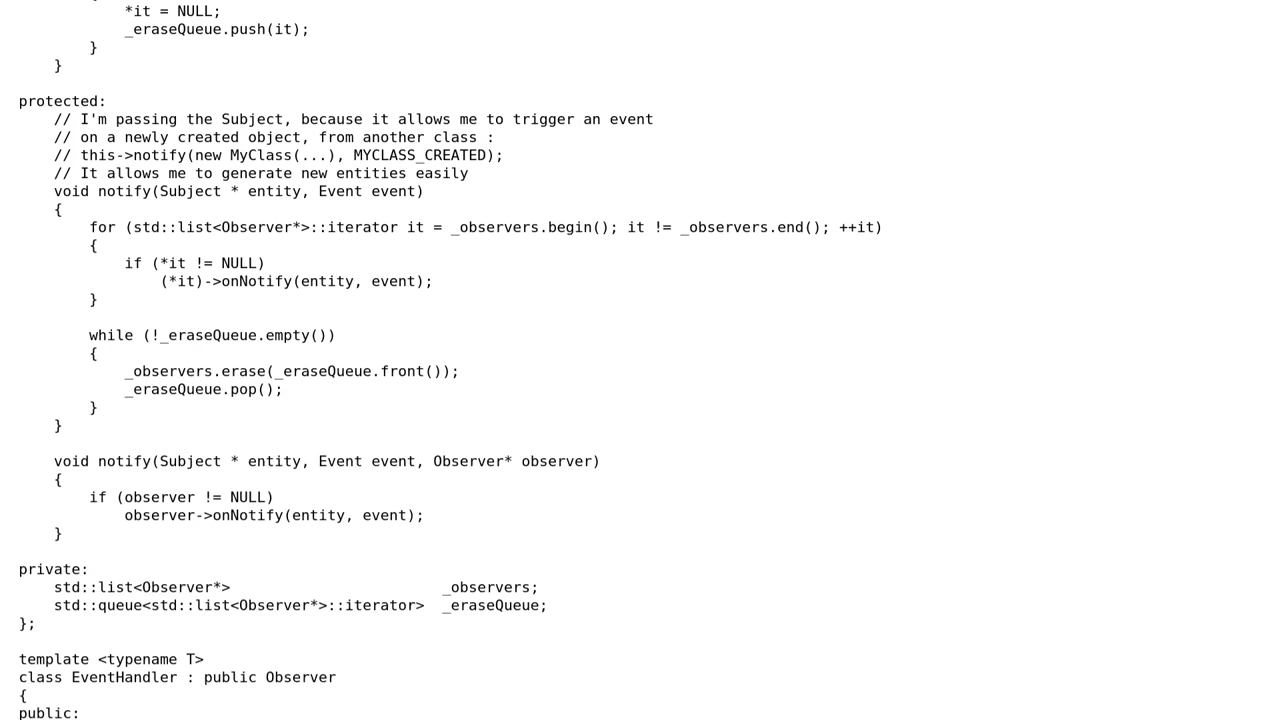 *it = NULL;
            _eraseQueue.push(it);
        }
    }

protected:
    // I'm passing the Subject, because it allows me to trigger an event
    // on a newly created object, from another class :
    // this->notify(new MyClass(...), MYCLASS_CREATED);
    // It allows me to generate new entities easily
    void notify(Subject * entity, Event event)
    {
        for (std::list<Observer*>::iterator it = _observers.begin(); it != _observers.end(); ++it)
        {
            if (*it != NULL)
                (*it)->onNotify(entity, event);
        }

        while (!_eraseQueue.empty())
        {
            _observers.erase(_eraseQueue.front());
            _eraseQueue.pop();
        }
    }

    void notify(Subject * entity, Event event, Observer* observer)
    {
        if (observer != NULL)
            observer->onNotify(entity, event);
    }

private:
    std::list<Observer*>                        _observers;
    std::queue<std::list<Observer*>::iterator>  _eraseQueue;
};

template <typename T>
class EventHandler : public Observer
{
public: